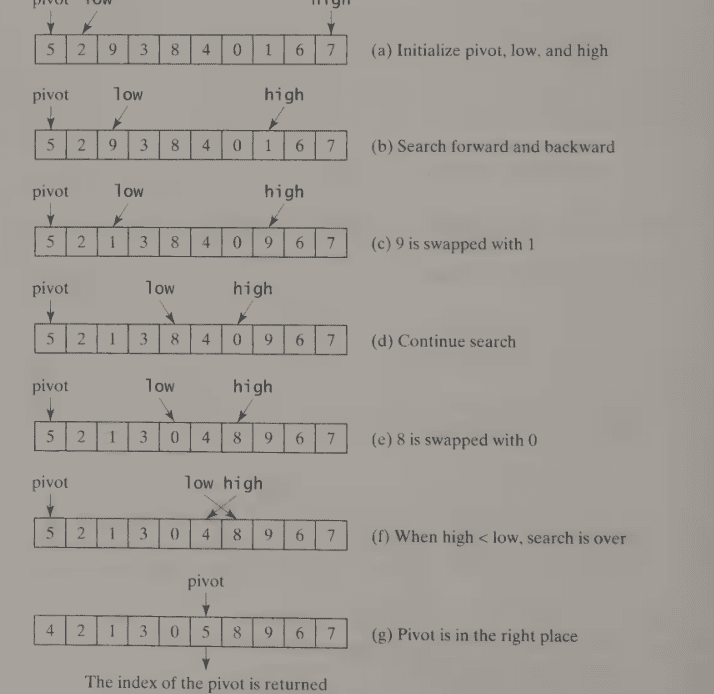 pivot low high
5 2 9 3 8 4 0 1 6 7 (a) Initialize pivot, low, and high
pivot low high
5 2 9 3 8 4 0 1 6 7 (b) Search forward and backward
pivot low high
5 2 1 3 8 4 0 9 6 7 (c) 9 is swapped with 1
pivot low high
5 2 1 3 8 4 0 9 6 7 (d) Continue search
pivot low high
5 2 1 3 0 4 8 9 6 7 (e) 8 is swapped with 0
pivot low high
5 2 1 3 0 4 8 9 6 7 (f) When high < low, search is over
pivot
4 2 1 3 0 5 8 9 6 7 (g) Pivot is in the right place
The index of the pivot is returned